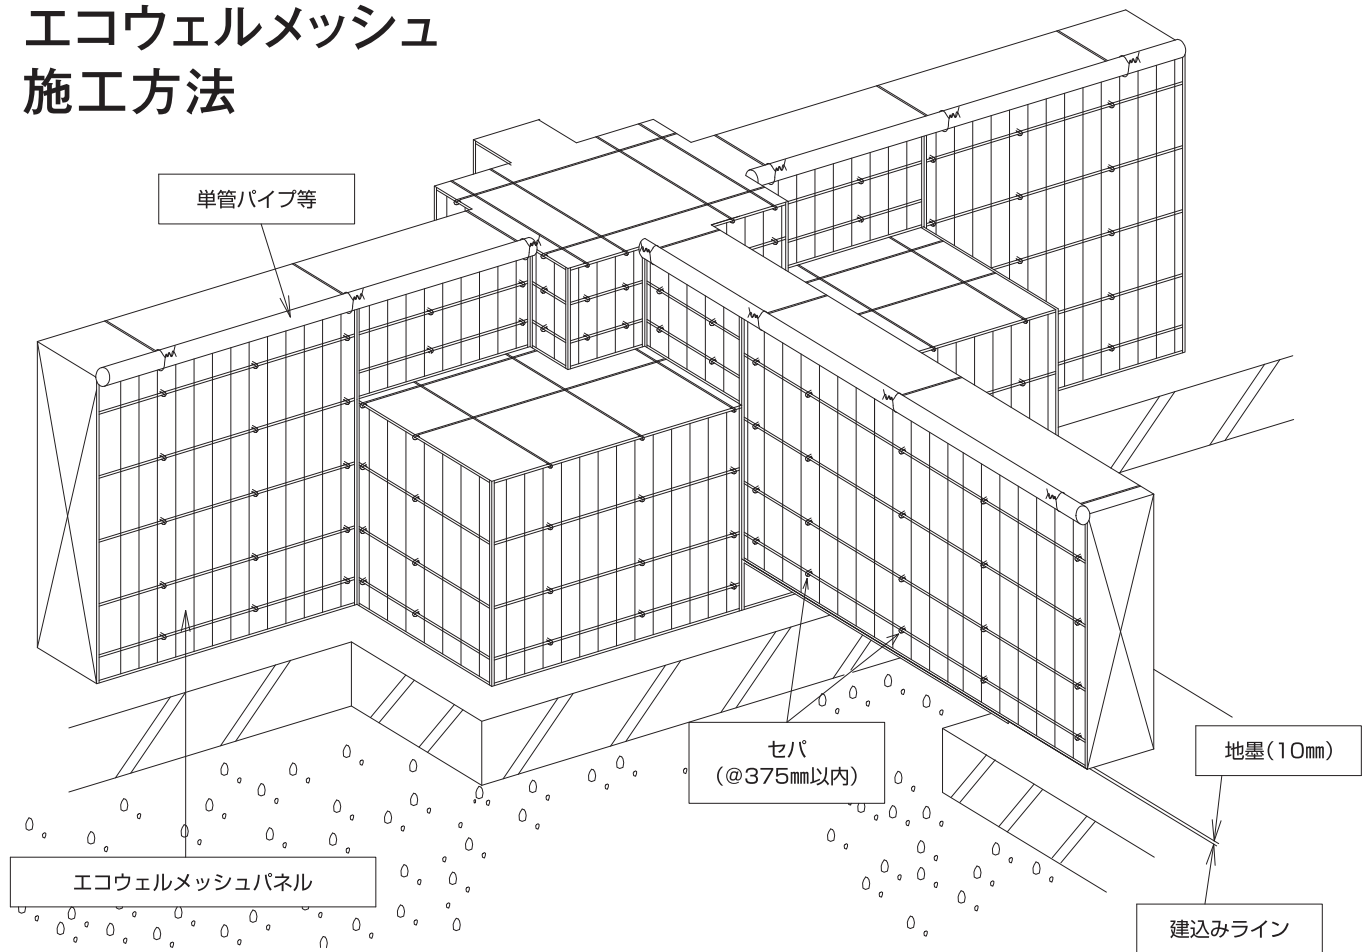 エコウェルメッシュ
施工方法
単管パイプ等
セパ
（@375㎜以内）
地墨（10㎜）
エコウェルメッシュパネル
建込みライン